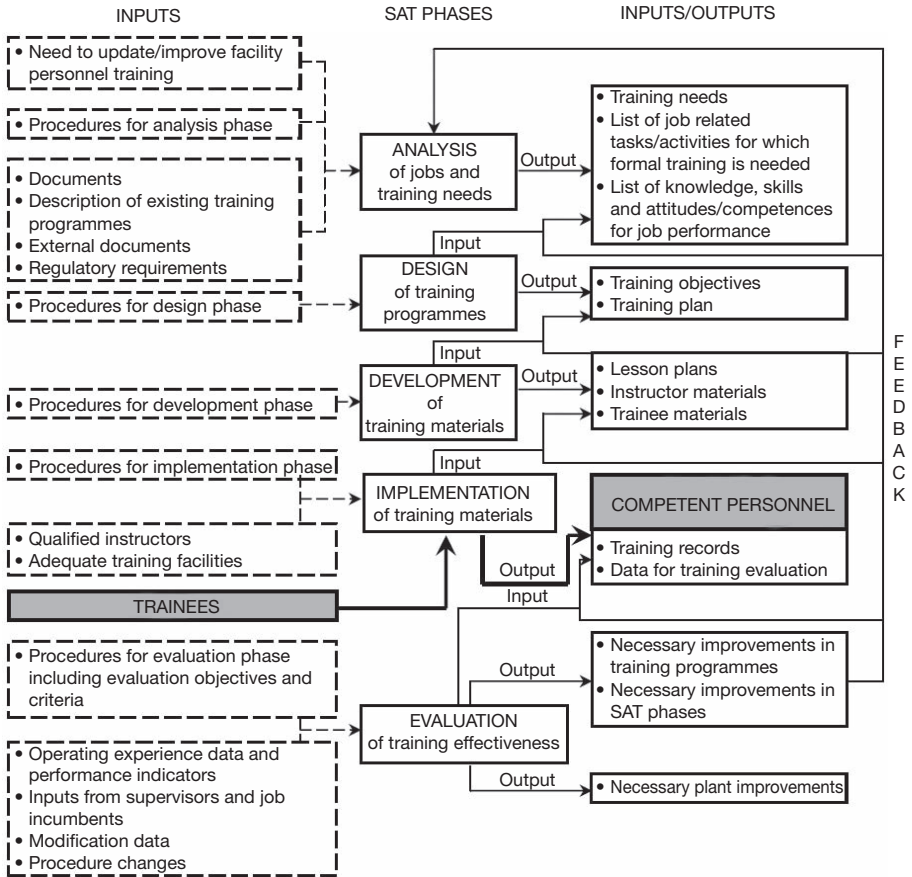 INPUTS
SAT PHASES
INPUTS/OUTPUTS
• Need to update/improve facility
personnel training
• Procedures for analysis phase
• Documents
• Description of existing training
programmes
• External documents
• Regulatory requirements
ANALYSIS
of jobs and
training needs
Output
• Training needs
• List of job related
tasks/activities for which
formal training is needed
• List of knowledge, skills
and attitudes/competences
for job performance
Input
• Procedures for design phase
DESIGN
of training
programmes
Output
• Training objectives
• Training plan
Input
• Procedures for development phase
DEVELOPMENT
of
training materials
Output
• Lesson plans
• Instructor materials
• Trainee materials
Input
• Procedures for implementation phase
• Qualified instructors
• Adequate training facilities
IMPLEMENTATION
of training materials
COMPETENT PERSONNEL
• Training records
• Data for training evaluation
Output
Input
TRAINEES
• Procedures for evaluation phase
including evaluation objectives and
criteria
• Operating experience data and
performance indicators
• Inputs from supervisors and job
incumbents
• Modification data
• Procedure changes
EVALUATION
of training effectiveness
Output
• Necessary improvements in
training programmes
• Necessary improvements in
SAT phases
Output
• Necessary plant improvements
FEEDBACK